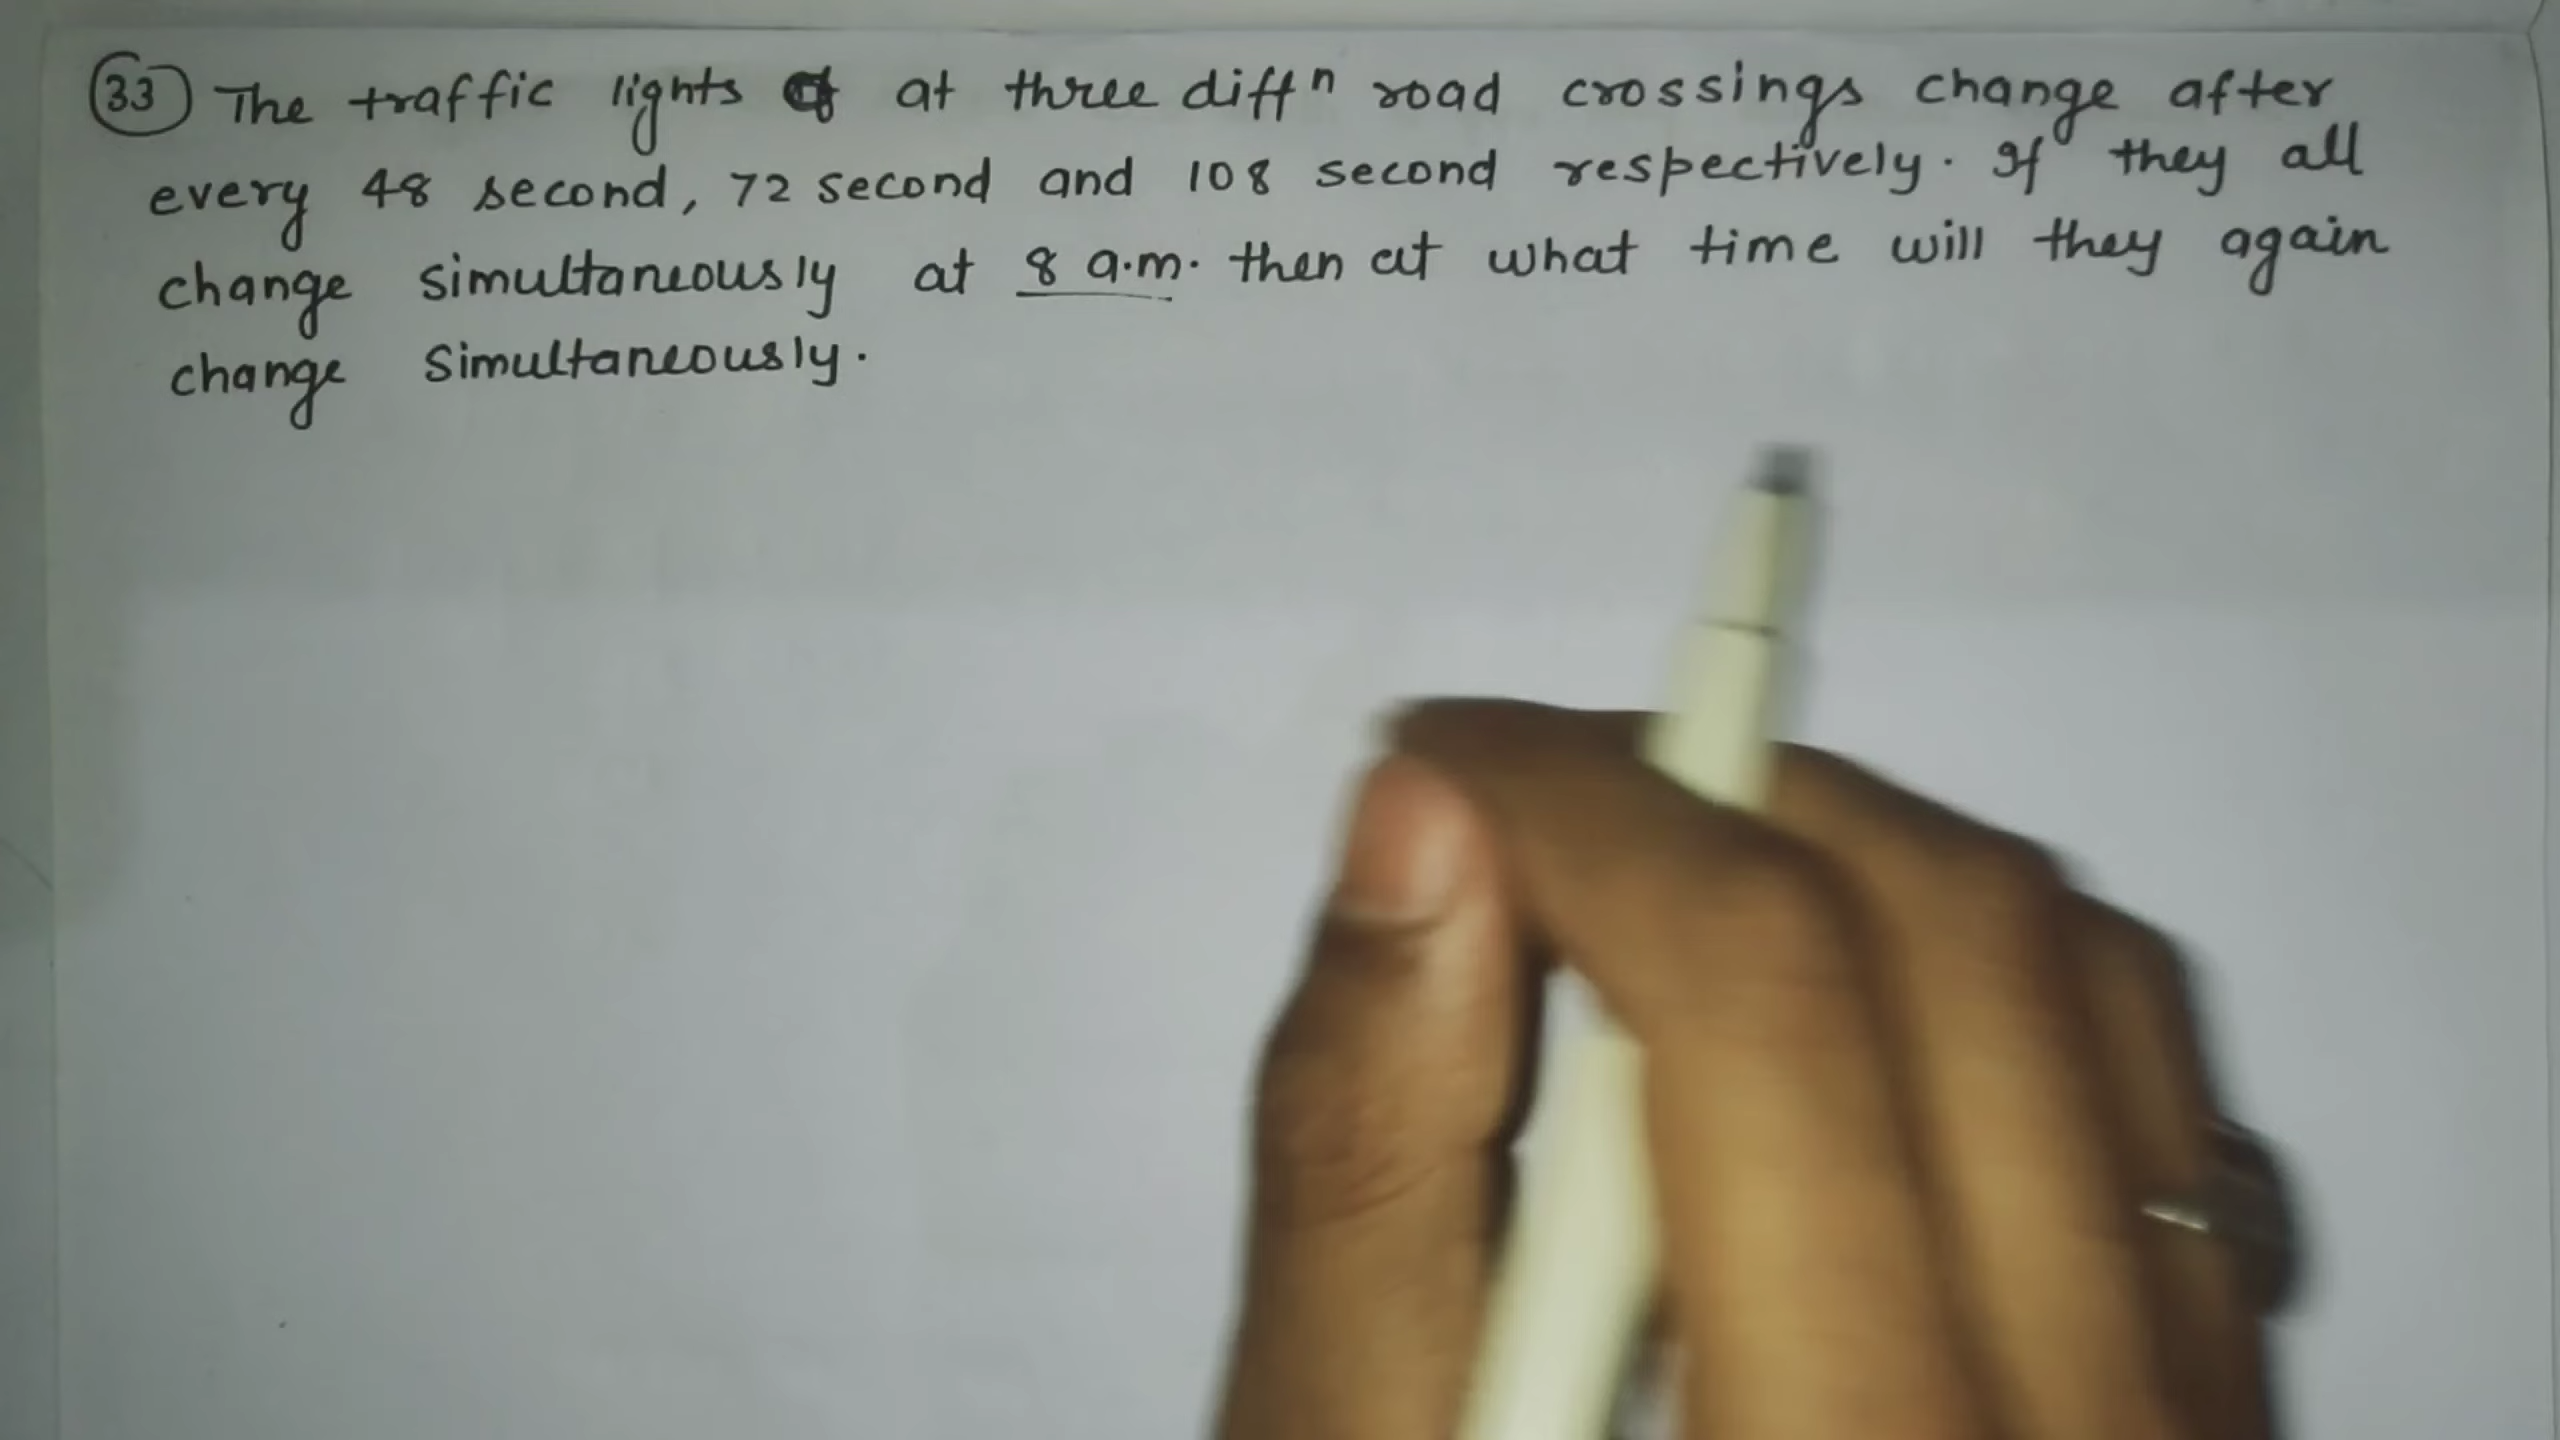 33 The traffic lights at three diffn road crossings change after
every 48 second, 72 second and 108 second respectively. If they all
change simultaneously at 8 a.m. then at what time will they again
change Simultaneously.